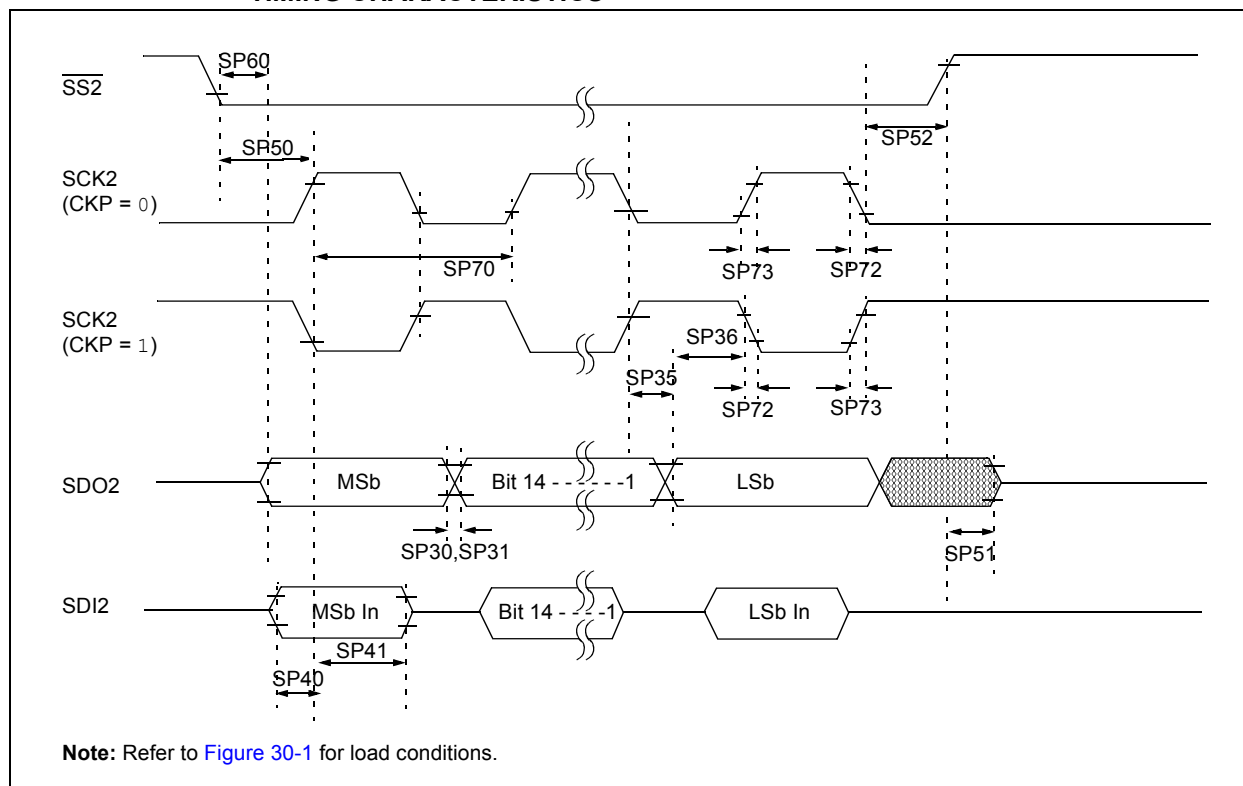 TIMING CHARACTERISTICS
SP60
SS2
SP50
SP52
SCK2
(CKP = 0)
SP70
SP73
SP72
SCK2
(CKP = 1)
SP36
SP35
SP72
SP73
SDO2
MSb
Bit 14 - - - - - -1
LSb
SP30,SP31
SP51
SDI2
MSb In
Bit 14 - - - -1
LSb In
SP41
SP40
Note: Refer to Figure 30-1 for load conditions.